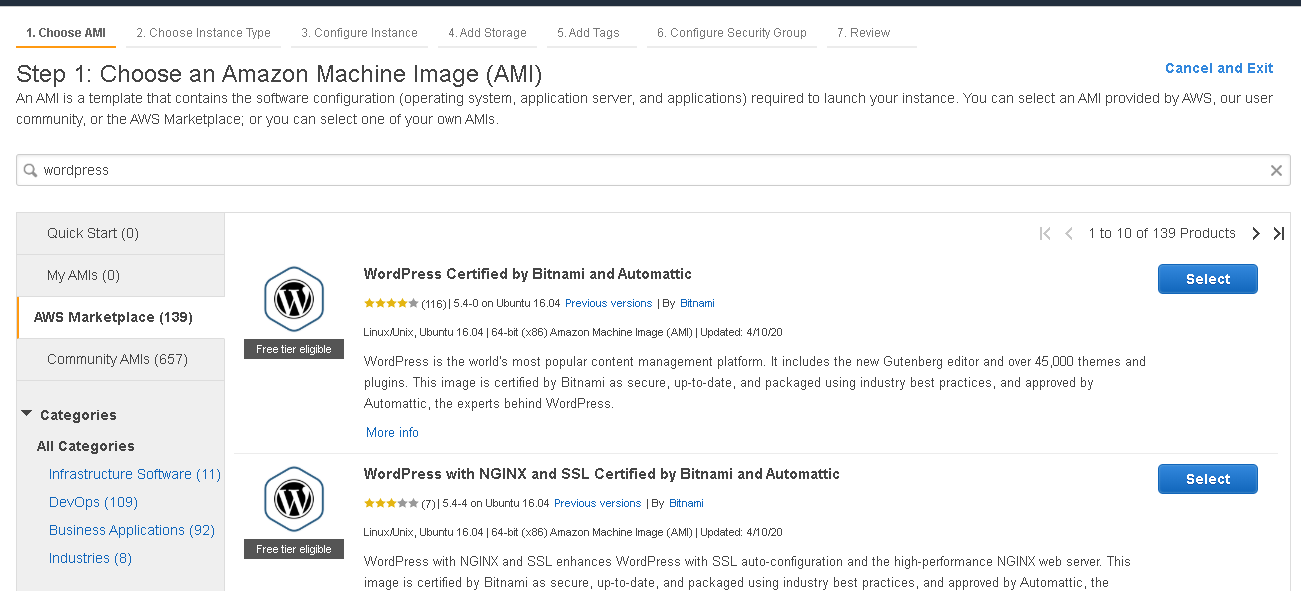 1. Choose AMI 2. Choose Instance Type 3. Configure Instance 4. Add Storage 5. Add Tags 6. Configure Security Group 7. Review
Step 1: Choose an Amazon Machine Image (AMI)
Cancel and Exit
An AMI is a template that contains the software configuration (operating system, application server, and applications) required to launch your instance. You can select an AMI provided by AWS, our user
community, or the AWS Marketplace; or you can select one of your own AMIs.
wordpress
Quick Start (0)
My AMIs (0)
AWS Marketplace (139)
Community AMIs (657)
Categories
All Categories
Infrastructure Software (11)
DevOps (109)
Business Applications (92)
Industries (8)
1 to 10 of 139 Products
WordPress Certified by Bitnami and Automattic
Select
(116) | 5.4-0 on Ubuntu 16.04 Previous versions | By Bitnami
Linux/Unix, Ubuntu 16.04 | 64-bit (x86) Amazon Machine Image (AMI) | Updated: 4/10/20
Free tier eligible
WordPress is the world's most popular content management platform. It includes the new Gutenberg editor and over 45,000 themes and
plugins. This image is certified by Bitnami as secure, up-to-date, and packaged using industry best practices, and approved by
Automattic, the experts behind WordPress.
More info
WordPress with NGINX and SSL Certified by Bitnami and Automattic
Select
(7) | 5.4-4 on Ubuntu 16.04 Previous versions | By Bitnami
Linux/Unix, Ubuntu 16.04 | 64-bit (x86) Amazon Machine Image (AMI) | Updated: 4/10/20
Free tier eligible
WordPress with NGINX and SSL enhances WordPress with SSL auto-configuration and the high-performance NGINX web server. This
image is certified by Bitnami as secure, up-to-date, and packaged using industry best practices, and approved by Automattic, the